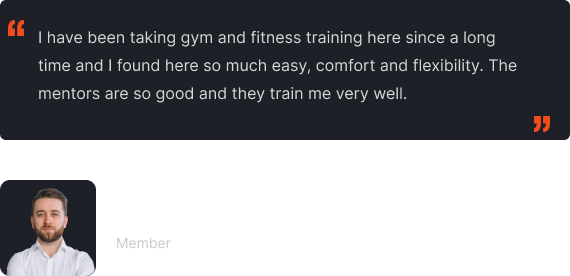 “
I have been taking gym and fitness training here since a long
time and I found here so much easy, comfort and flexibility. The
mentors are so good and they train me very well.
”
Member